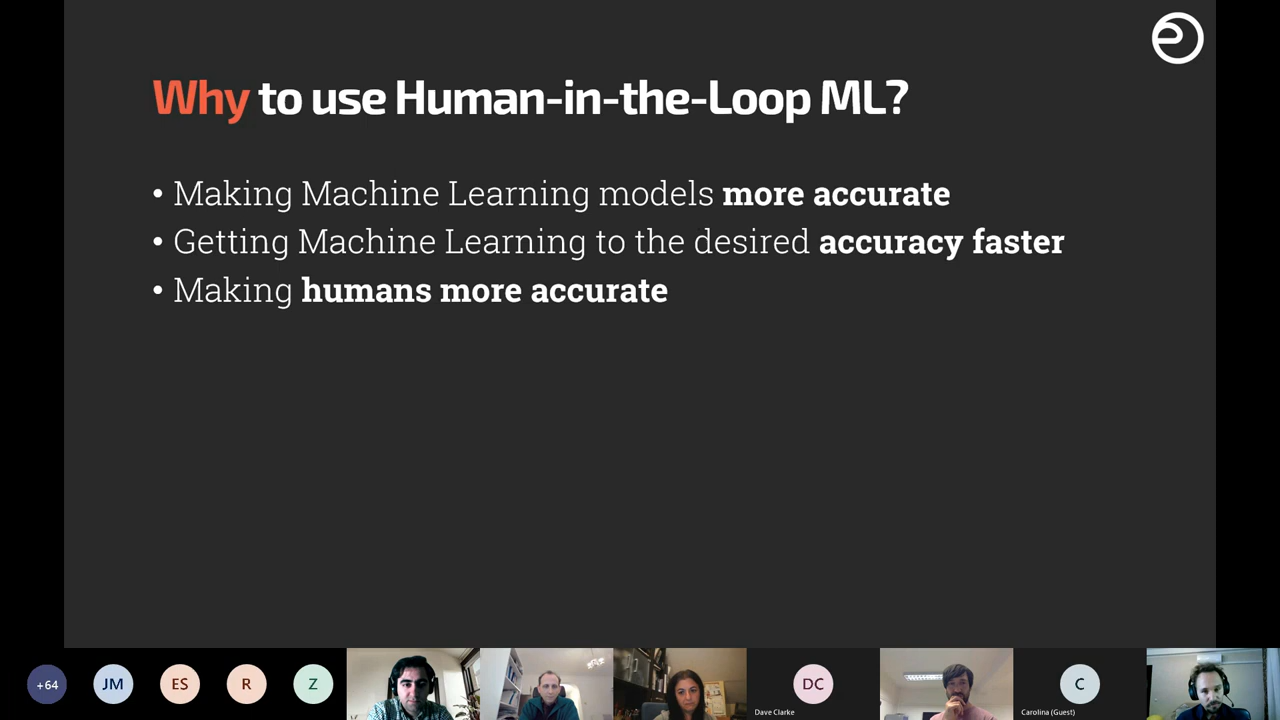 Why to use Human-in-the-Loop ML?
• Making Machine Learning models more accurate
• Getting Machine Learning to the desired accuracy faster
• Making humans more accurate
+64
JM
ES
R
Z
DC
Dave Clarke
C
Carolina (Guest)